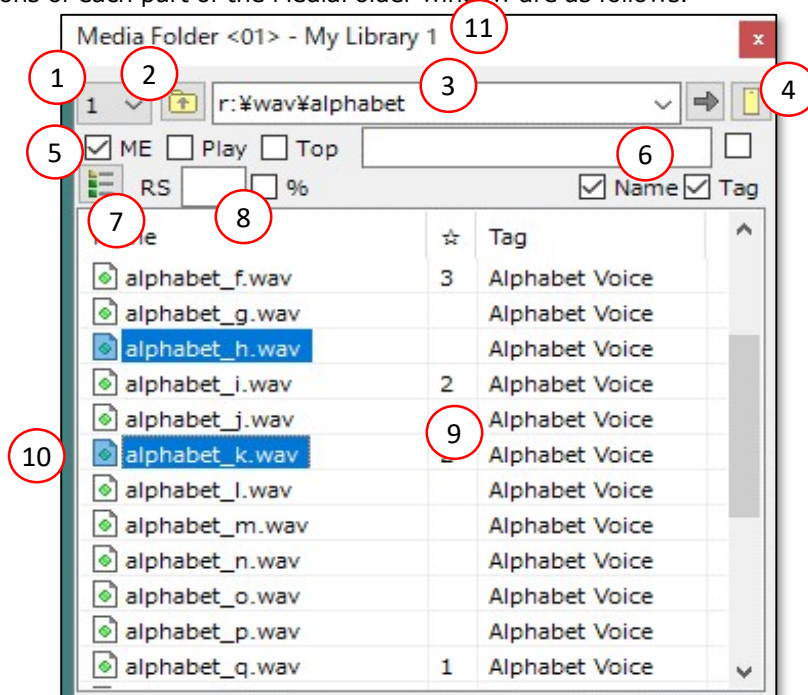 ons of each part of the MediaFolder window are as follows.
Media Folder <01> - My Library 1
11
x
1
2
3
4
1
r:¥wav¥alphabet
5
ME Play Top
6
RS % Name Tag
7
8
☆ Tag
alphabet_f.wav 3 Alphabet Voice
alphabet_g.wav Alphabet Voice
alphabet_h.wav Alphabet Voice
alphabet_i.wav 2 Alphabet Voice
alphabet_j.wav Alphabet Voice
9
10
alphabet_k.wav Alphabet Voice
alphabet_l.wav Alphabet Voice
alphabet_m.wav Alphabet Voice
alphabet_n.wav Alphabet Voice
alphabet_o.wav Alphabet Voice
alphabet_p.wav Alphabet Voice
alphabet_q.wav 1 Alphabet Voice